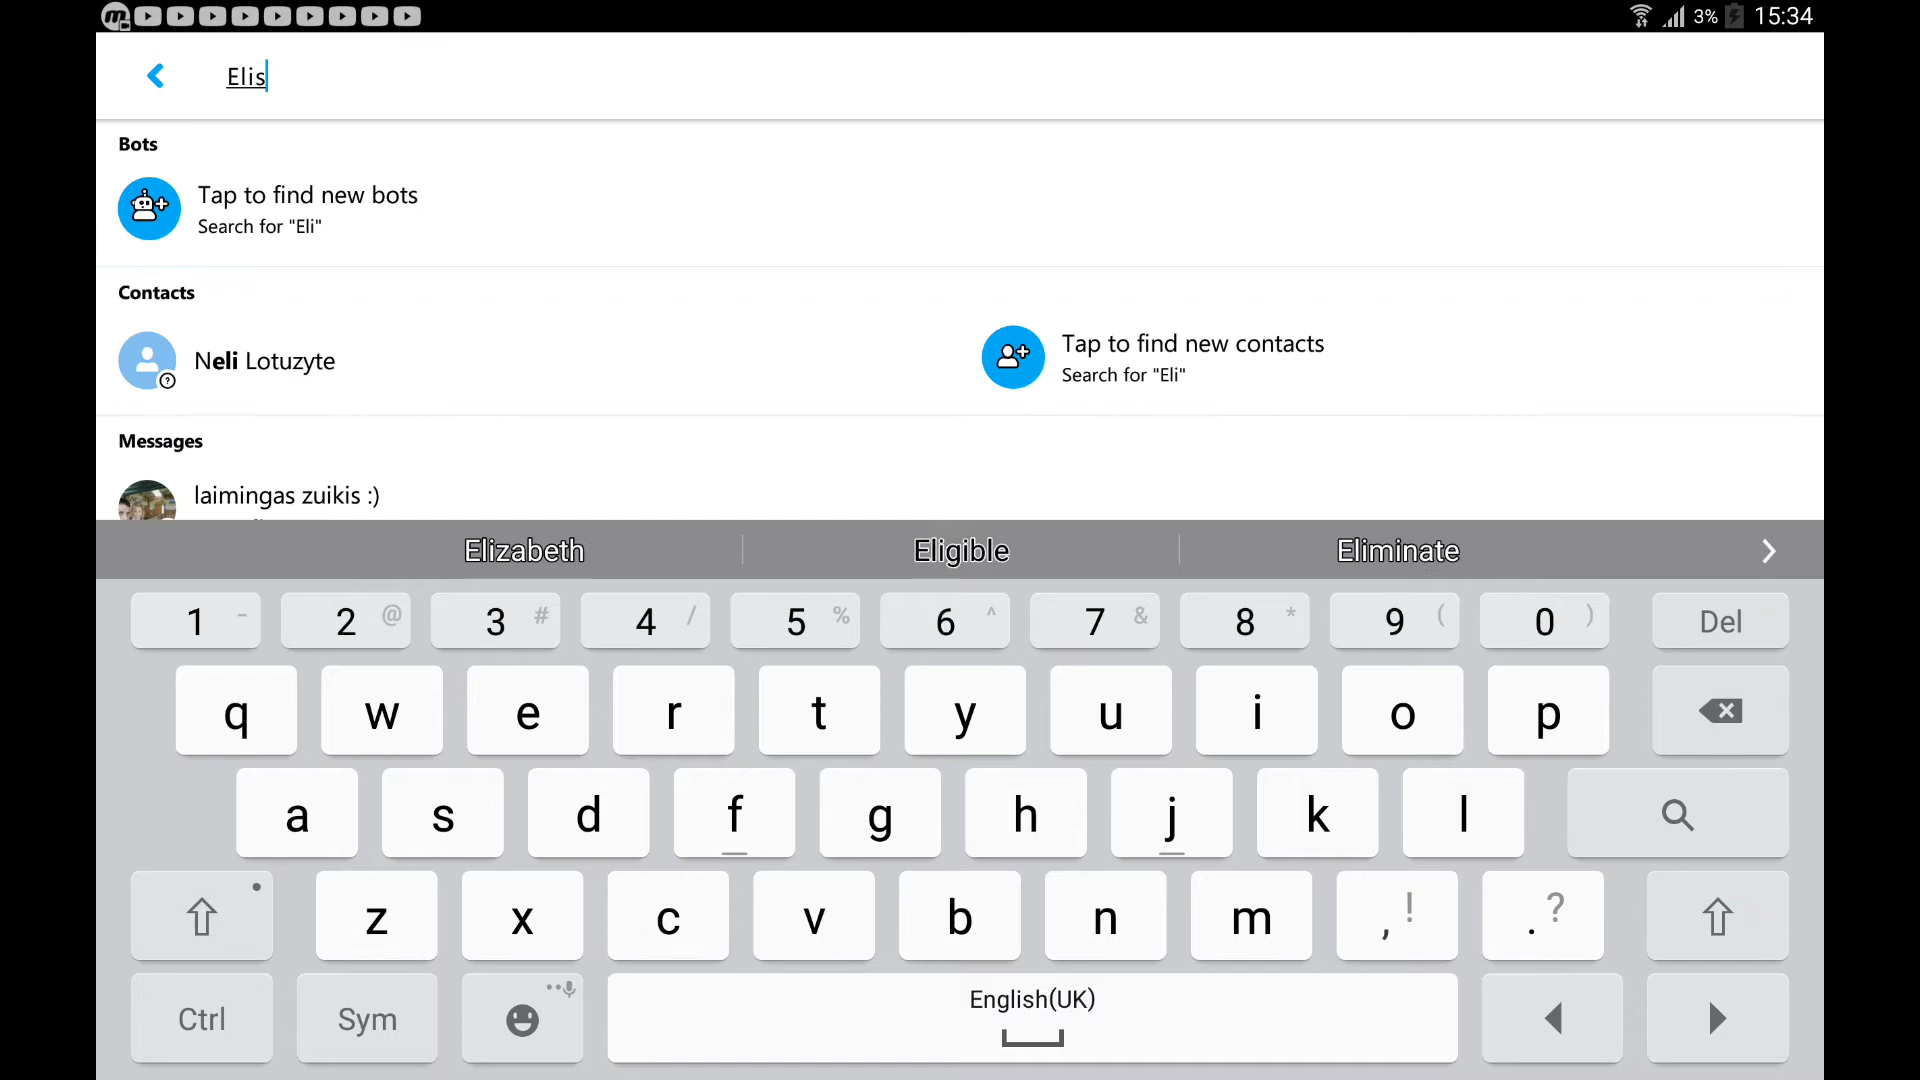 3% 15:34
Elis
Bots
Tap to find new bots
Search for "Eli"
Contacts
Neli Lotuzyte
Tap to find new contacts
Search for "Eli"
Messages
laimingas zuikis :)
Elizabeth Eligible Eliminate
1 - 2 @ 3 # 4 / 5 % 6 ^ 7 & 8 * 9 ( 0 ) Del
q w e r t y u i o p
a s d f g h j k l
z x c v b n m , ! . ?
Ctrl Sym English(UK)